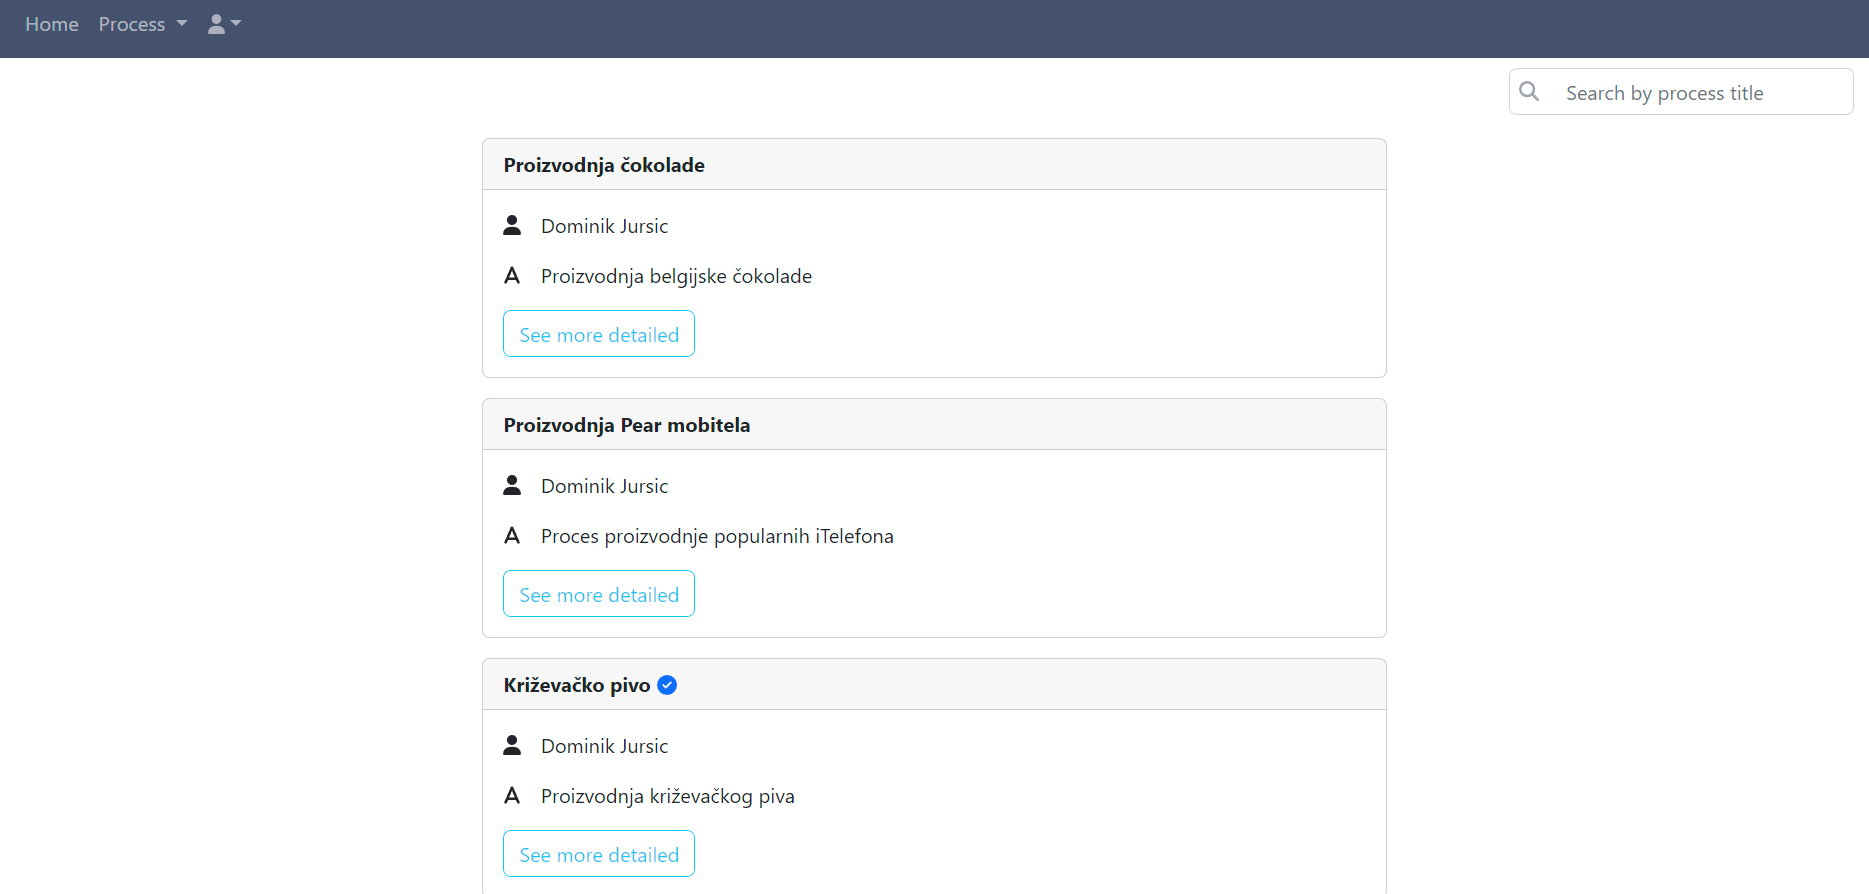 Home Process
Search by process title
Proizvodnja čokolade
Dominik Jursic
Proizvodnja belgijske čokolade
See more detailed
Proizvodnja Pear mobitela
Dominik Jursic
Proces proizvodnje popularnih iTelefona
See more detailed
Križevačko pivo
Dominik Jursic
Proizvodnja križevačkog piva
See more detailed